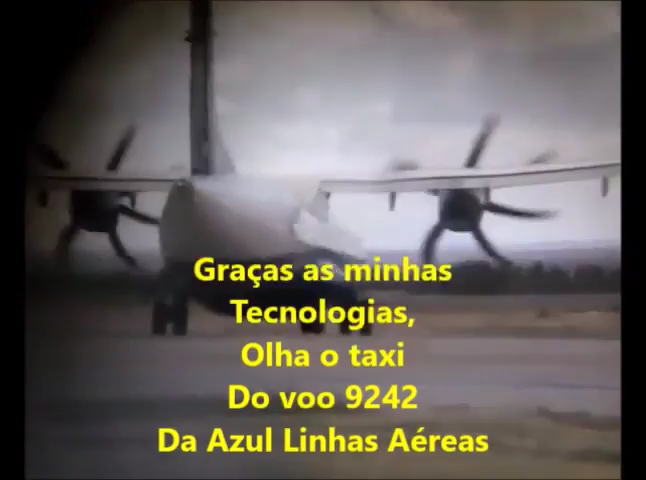 Graças as minhas
Tecnologias,
Olha o taxi
Do voo 9242
Da Azul Linhas Aéreas